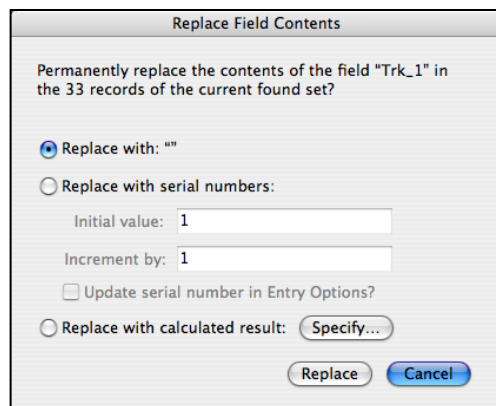 Replace Field Contents
Permanently replace the contents of the field "Trk_1" in
the 33 records of the current found set?
Replace with: “”
Replace with serial numbers:
Initial value: 1
Increment by: 1
Update serial number in Entry Options?
Replace with calculated result: Specify...
Replace Cancel